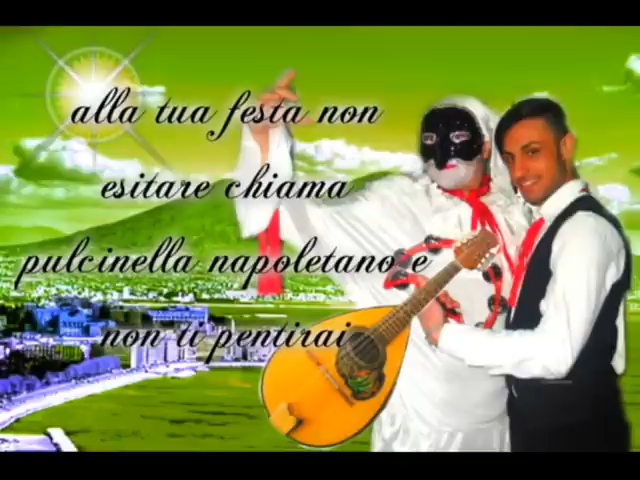 alla tua festa non
esitare chiama
pulcinella napoletano e
non ti pentirai